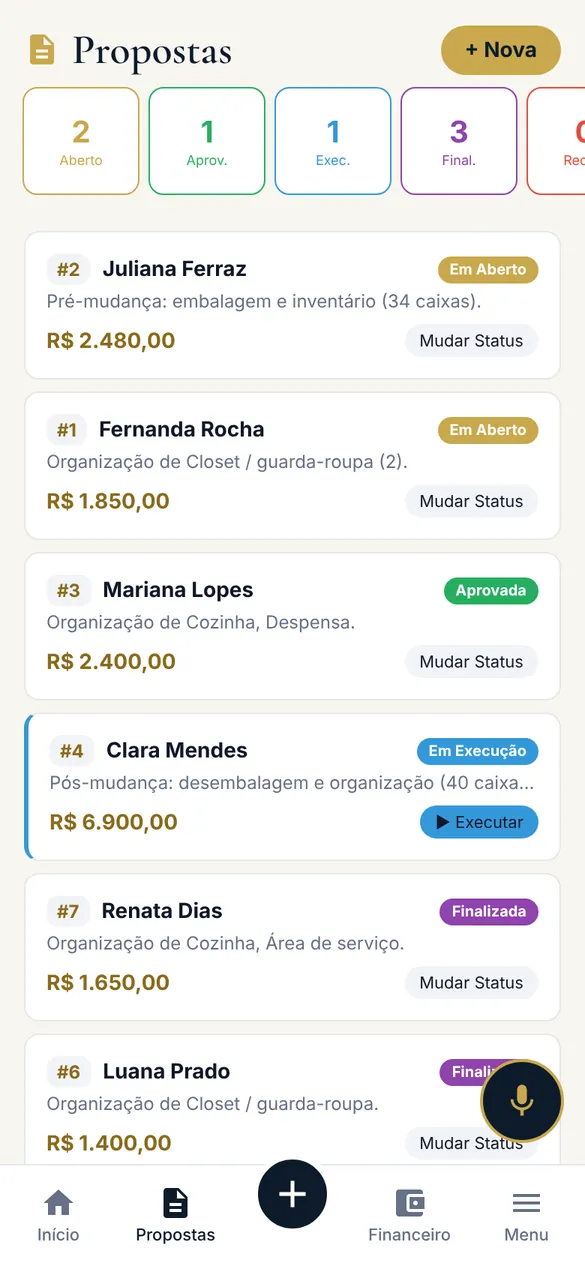 Propostas
+ Nova
2
Aberto
1
Aprov.
1
Exec.
3
Final.
#2 Juliana Ferraz Em Aberto
Pré-mudança: embalagem e inventário (34 caixas).
R$ 2.480,00 Mudar Status
#1 Fernanda Rocha Em Aberto
Organização de Closet / guarda-roupa (2).
R$ 1.850,00 Mudar Status
#3 Mariana Lopes Aprovada
Organização de Cozinha, Despensa.
R$ 2.400,00 Mudar Status
#4 Clara Mendes Em Execução
Pós-mudança: desembalagem e organização (40 caixa...
R$ 6.900,00 ▶ Executar
#7 Renata Dias Finalizada
Organização de Cozinha, Área de serviço.
R$ 1.650,00 Mudar Status
#6 Luana Prado
Organização de Closet / guarda-roupa.
R$ 1.400,00 Mudar Status
Início Propostas Financeiro Menu